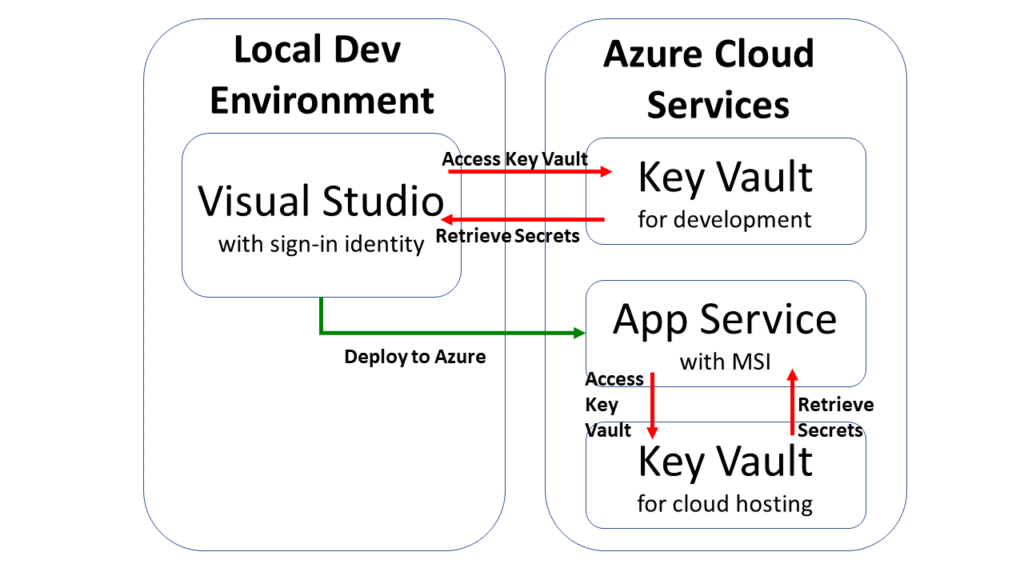 Local Dev
Environment
Visual Studio
with sign-in identity
Access Key Vault
Retrieve Secrets
Deploy to Azure
Azure Cloud
Services
Key Vault
for development
App Service
with MSI
Access
Key
Vault
Retrieve
Secrets
Key Vault
for cloud hosting